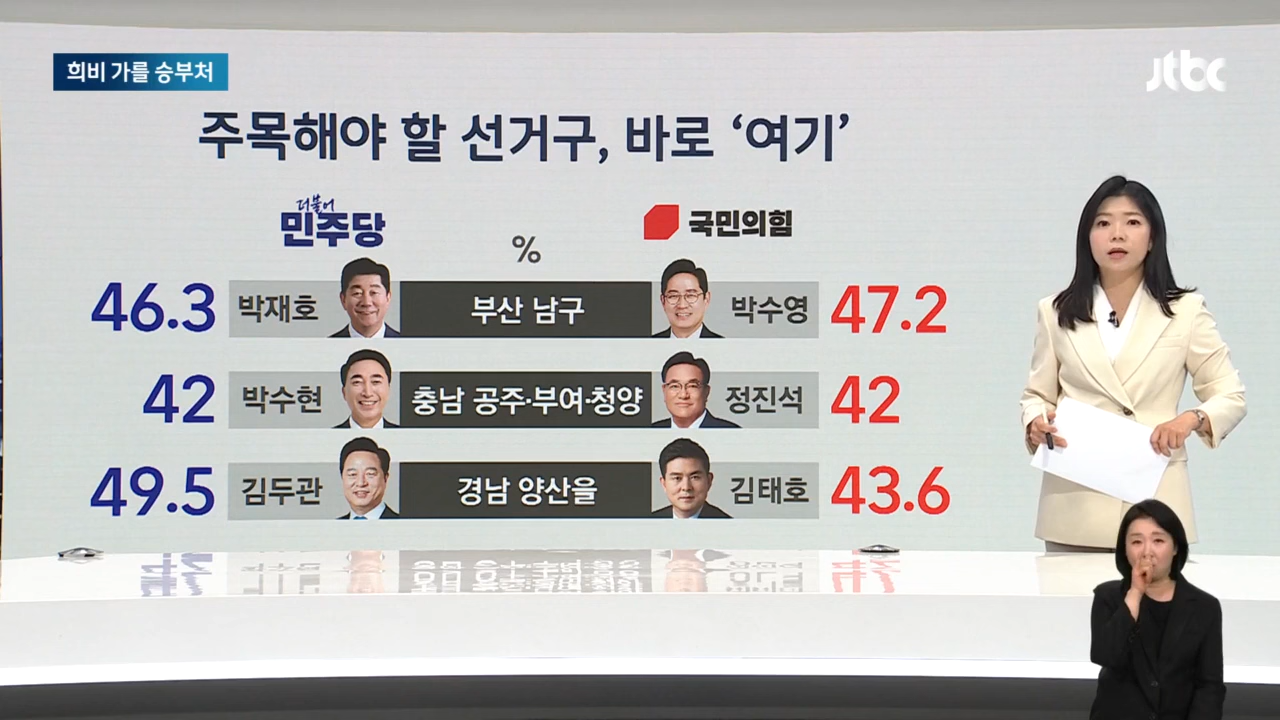 희비 가를 승부처
jtbc
주목해야 할 선거구, 바로 ‘여기’
더불어
민주당
%
국민의힘
46.3 박재호 부산 남구 박수영 47.2
42 박수현 충남 공주·부여·청양 정진석 42
49.5 김두관 경남 양산을 김태호 43.6